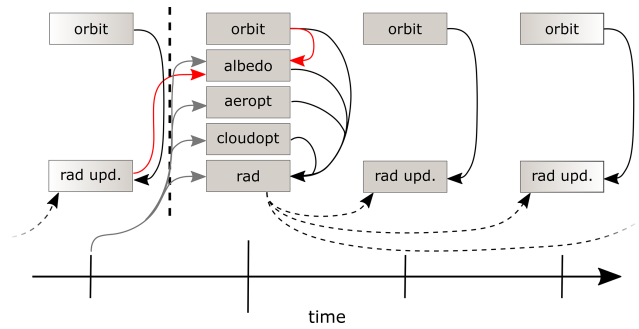 orbit
orbit
orbit
orbit
albedo
aeropt
cloudopt
rad upd.
rad
rad upd.
rad upd.
time